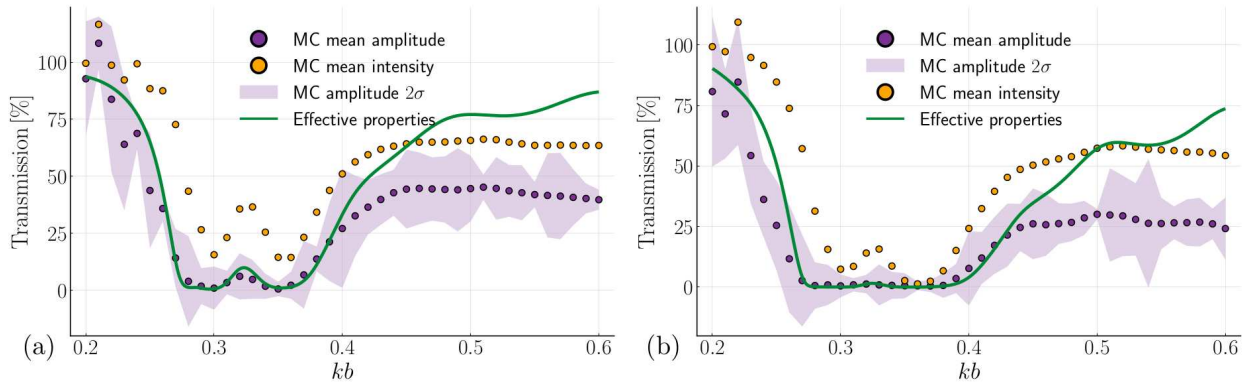 Transmission [%]
100
75
50
25
0
MC mean amplitude
MC mean intensity
MC amplitude 2σ
Effective properties
0.2 0.3 0.4 0.5 0.6
(a)
kb
Transmission [%]
100
75
50
25
0
MC mean amplitude
MC amplitude 2σ
MC mean intensity
Effective properties
0.2 0.3 0.4 0.5 0.6
(b)
kb